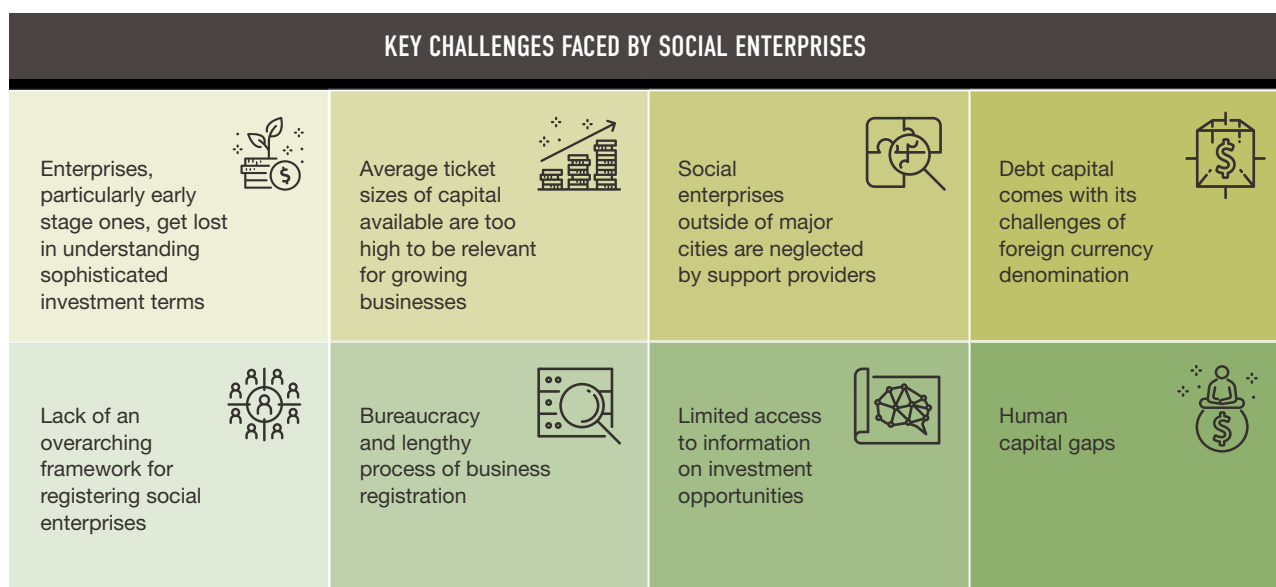 KEY CHALLENGES FACED BY SOCIAL ENTERPRISES
Enterprises,
particularly early
stage ones, get lost
in understanding
sophisticated
investment terms
Average ticket
sizes of capital
available are too
high to be relevant
for growing
businesses
Social
enterprises
outside of major
cities are neglected
by support providers
Debt capital
comes with its
challenges of
foreign currency
denomination
Lack of an
overarching
framework for
registering social
enterprises
Bureaucracy
and lengthy
process of business
registration
Limited access
to information
on investment
opportunities
Human
capital gaps